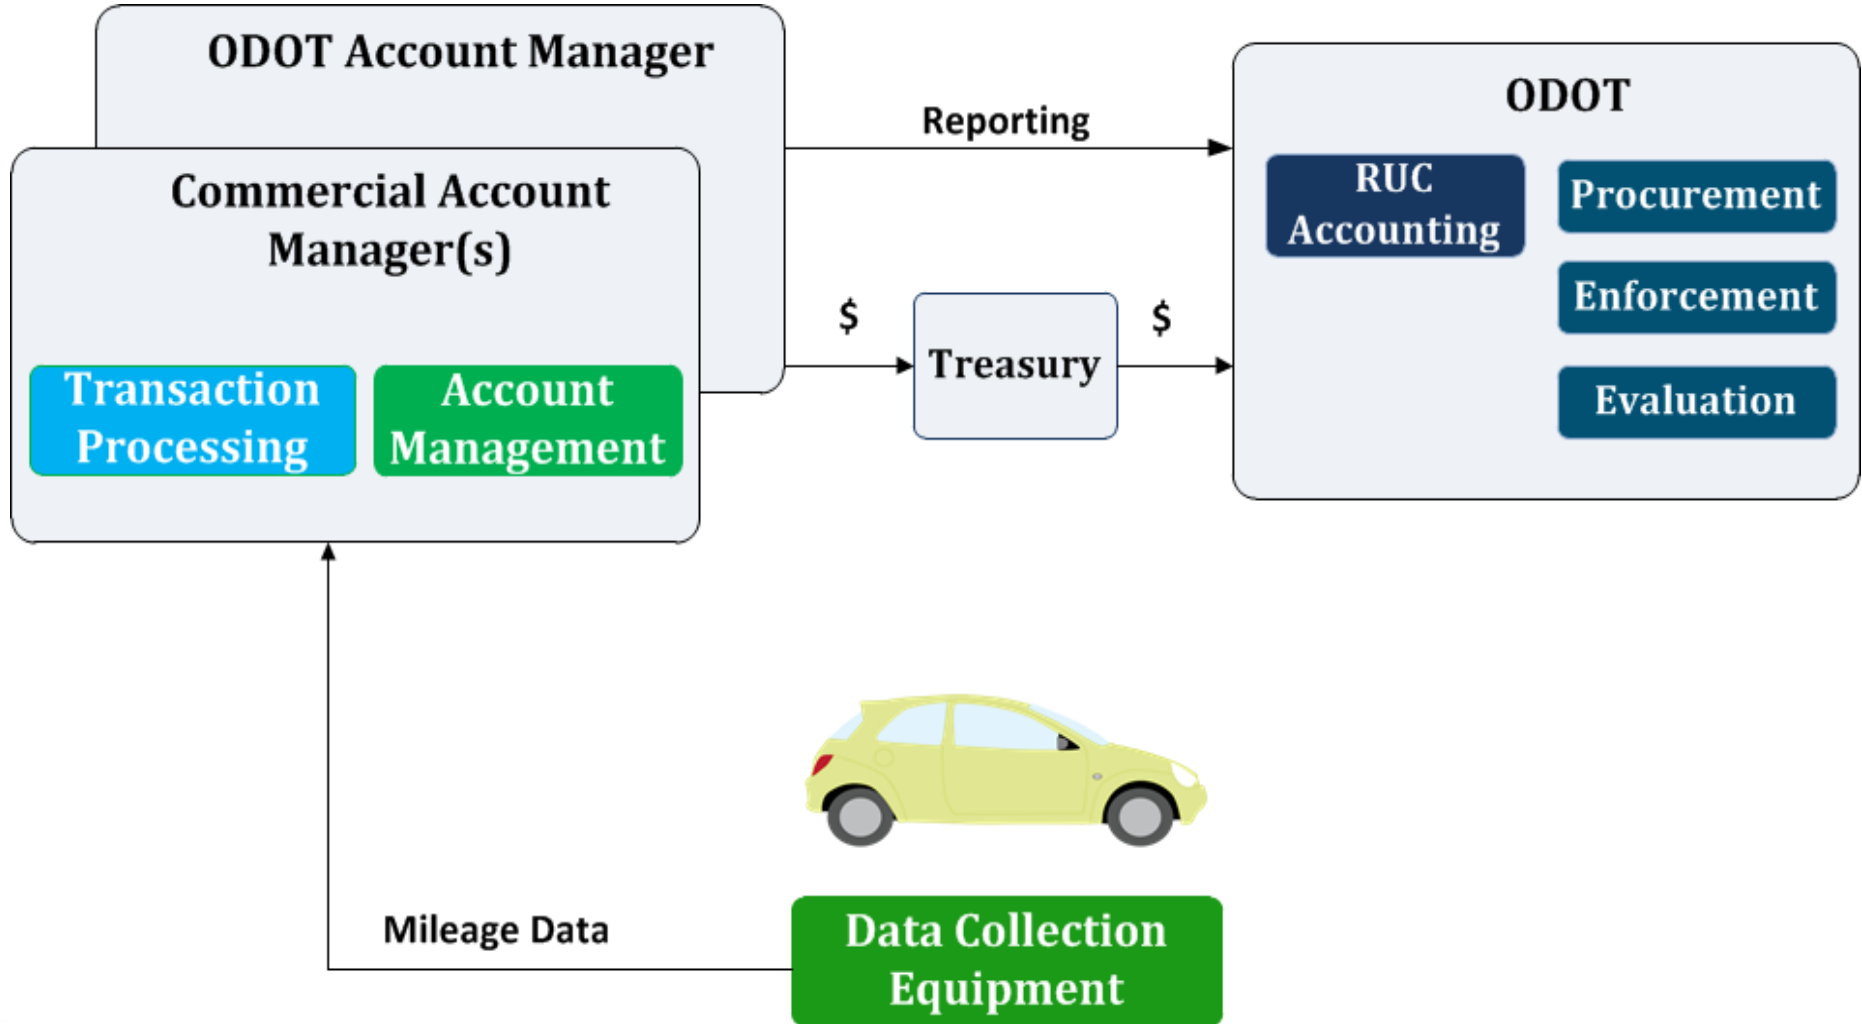 ODOT Account Manager
Commercial Account
Manager(s)
Transaction
Processing
Account
Management
Reporting
$
Treasury
$
ODOT
RUC
Accounting
Procurement
Enforcement
Evaluation
Mileage Data
Data Collection
Equipment